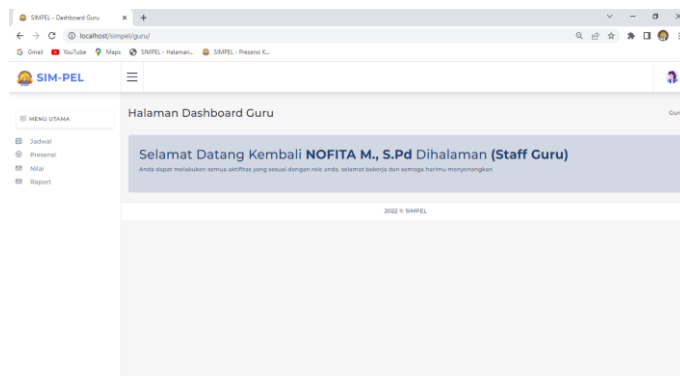 SIMPEL - Dashboard Guru
localhost/simpel/guru/
Gmail YouTube Maps SIMPEL - Halaman... SIMPEL - Presensi K...
SIM-PEL
MENU UTAMA
Jadwal
Presensi
Nilai
Raport
Halaman Dashboard Guru
Selamat Datang Kembali NOFITA M., S.Pd Dihalaman (Staff Guru)
Anda dapat melakukan semua aktifitas yang sesuai dengan role anda, selamat bekerja dan semoga harimu menyenangkan
2022 © SIMPEL